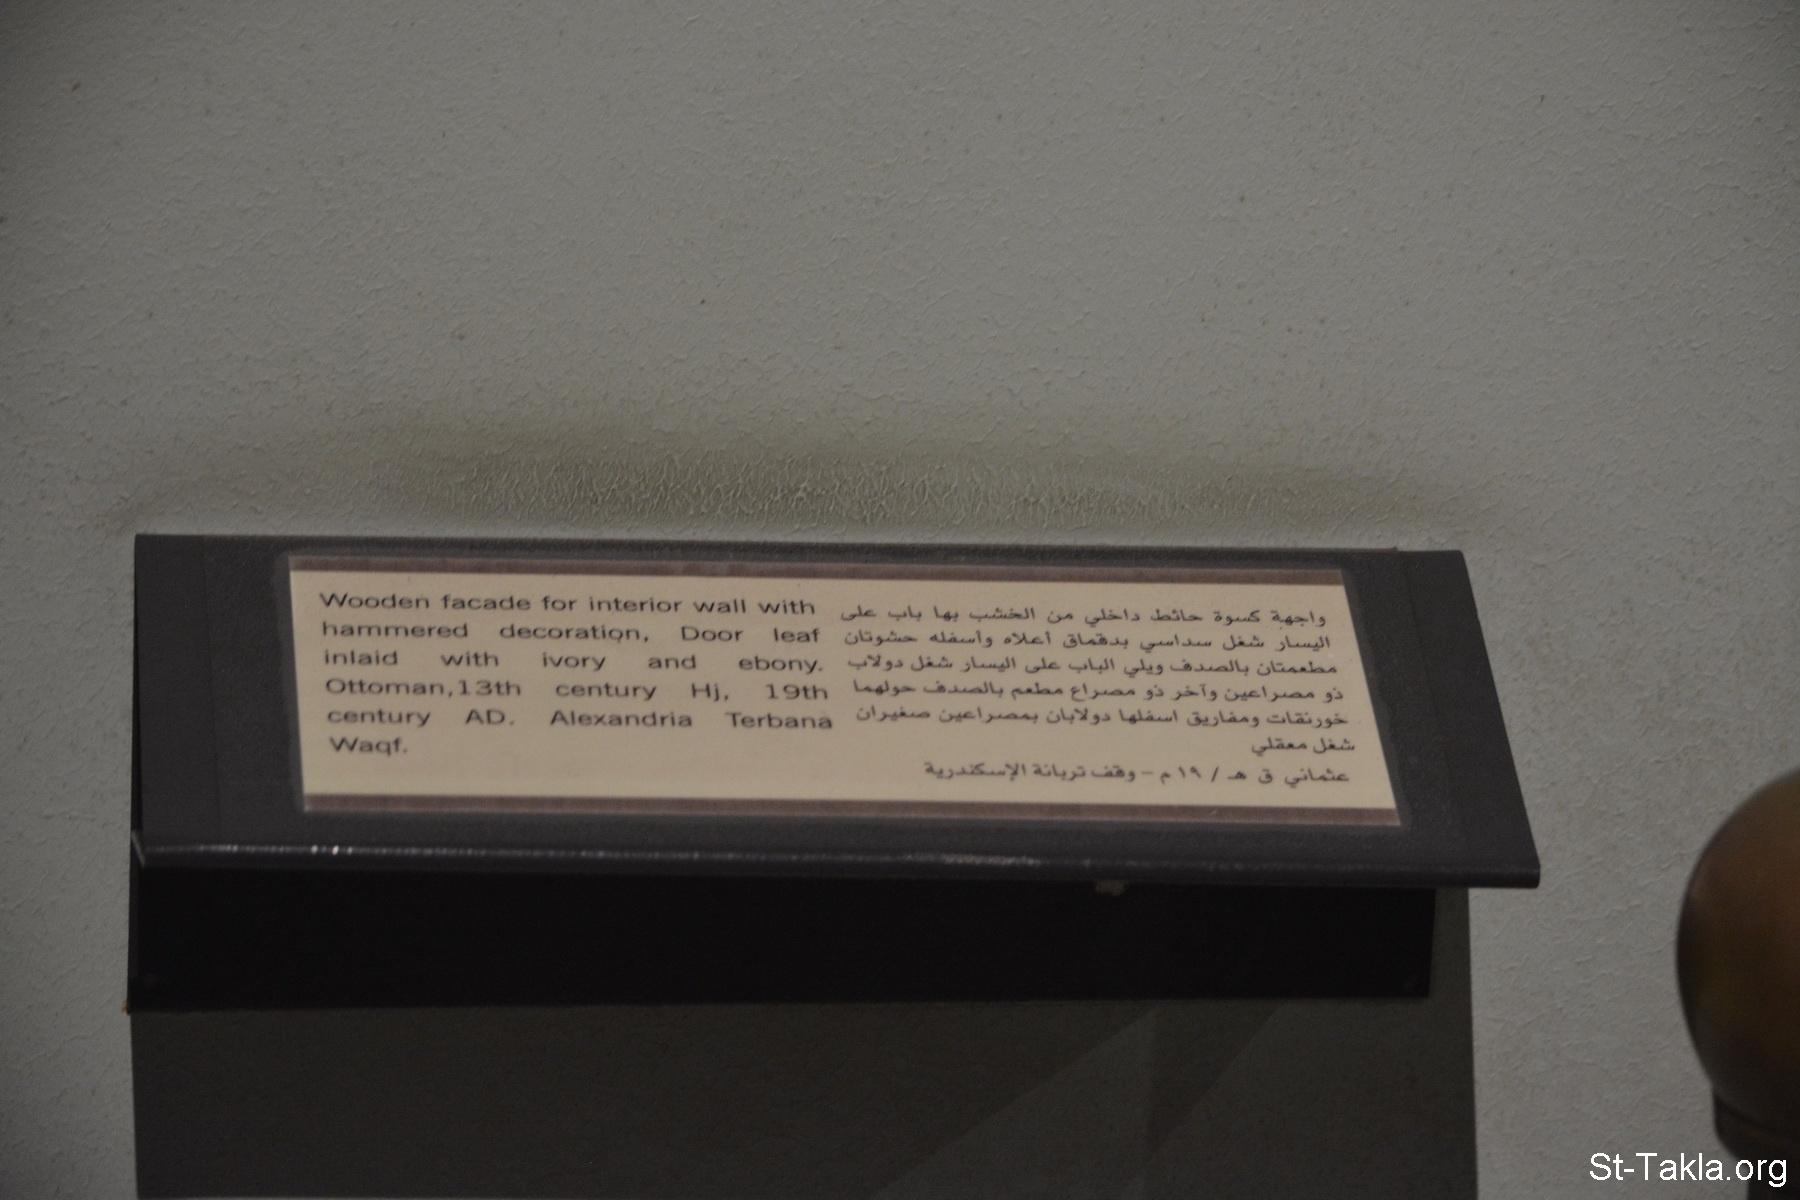 Wooden facade for interior wall with
hammered decoration, Door leaf
inlaid with ivory and ebony.
Ottoman,13th century Hj, 19th
century AD. Alexandria Terbana
Waqf.
واجهة كسوة حائط داخلي من الخشب بها باب على
اليسار شغل سداسي بدقماق أعلاه وأسفله حشوتان
مطعمتان بالصدف ويلي الباب على اليسار شغل دولاب
ذو مصراعين وآخر ذو مصراع مطعم بالصدف حولهما
خورنقات ومفاريق اسفلها دولابان بمصراعين صغيران
شغل معقلي
عثماني ق هـ / ١٩ م – وقف تربانة الإسكندرية
St-Takla.org